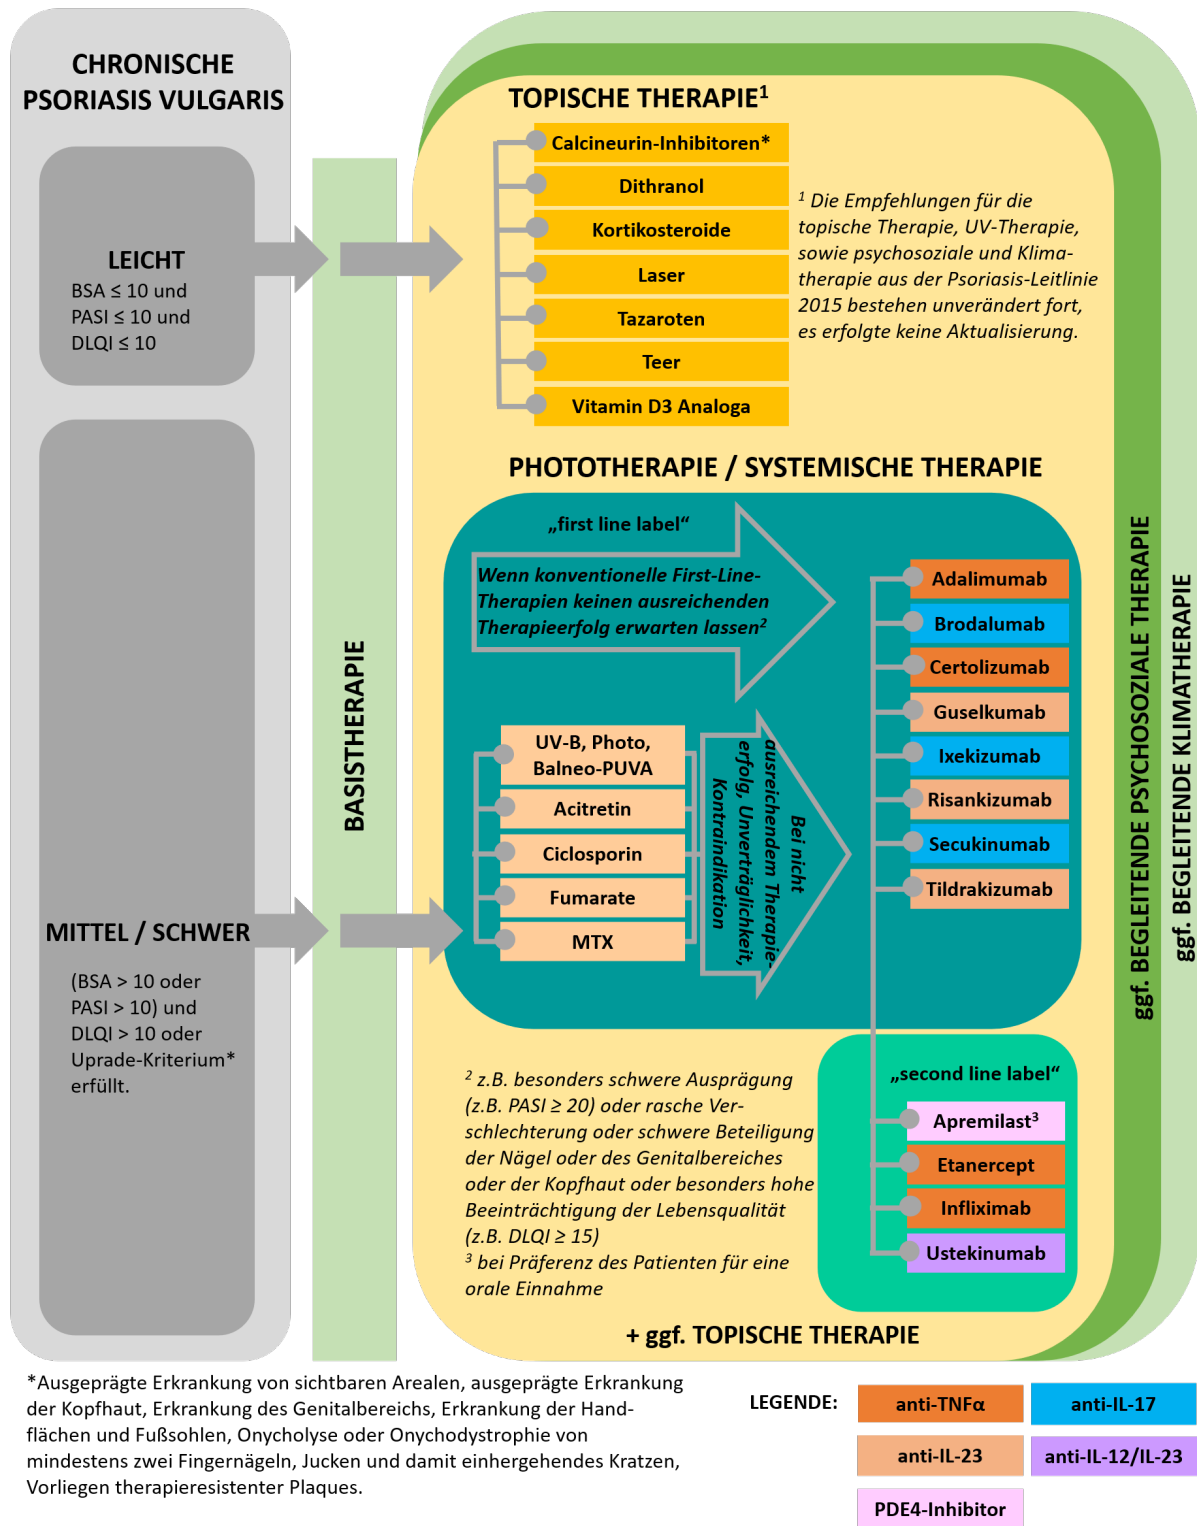 CHRONISCHE
PSORIASIS VULGARIS
LEICHT
BSA ≤ 10 und
PASI ≤ 10 und
DLQI ≤ 10
MITTEL / SCHWER
(BSA > 10 oder
PASI > 10) und
DLQI > 10 oder
Uprade-Kriterium*
erfüllt.
BASISTHERAPIE
TOPISCHE THERAPIE¹
Calcineurin-Inhibitoren*
Dithranol
Kortikosteroide
Laser
Tazaroten
Teer
Vitamin D3 Analoga
¹ Die Empfehlungen für die
topische Therapie, UV-Therapie,
sowie psychosoziale und Klima-
therapie aus der Psoriasis-Leitlinie
2015 bestehen unverändert fort,
es erfolgte keine Aktualisierung.
PHOTOTHERAPIE / SYSTEMISCHE THERAPIE
„first line label“
Wenn konventionelle First-Line-
Therapien keinen ausreichenden
Therapieerfolg erwarten lassen²
UV-B, Photo,
Balneo-PUVA
Acitretin
Ciclosporin
Fumarate
MTX
Bei nicht
ausreichendem Therapie-
erfolg, Unverträglichkeit,
Kontraindikation
Adalimumab
Brodalumab
Certolizumab
Guselkumab
Ixekizumab
Risankizumab
Secukinumab
Tildrakizumab
„second line label“
Apremilast³
Etanercept
Infliximab
Ustekinumab
² z.B. besonders schwere Ausprägung
(z.B. PASI ≥ 20) oder rasche Ver-
schlechterung oder schwere Beteiligung
der Nägel oder des Genitalbereiches
oder der Kopfhaut oder besonders hohe
Beeinträchtigung der Lebensqualität
(z.B. DLQI ≥ 15)
³ bei Präferenz des Patienten für eine
orale Einnahme
+ ggf. TOPISCHE THERAPIE
ggf. BEGLEITENDE PSYCHOSOZIALE THERAPIE
ggf. BEGLEITENDE KLIMATHERAPIE
*Ausgeprägte Erkrankung von sichtbaren Arealen, ausgeprägte Erkrankung
der Kopfhaut, Erkrankung des Genitalbereichs, Erkrankung der Hand-
flächen und Fußsohlen, Onycholyse oder Onychodystrophie von
mindestens zwei Fingernägeln, Jucken und damit einhergehendes Kratzen,
Vorliegen therapieresistenter Plaques.
LEGENDE:
anti-TNFα
anti-IL-17
anti-IL-23
anti-IL-12/IL-23
PDE4-Inhibitor